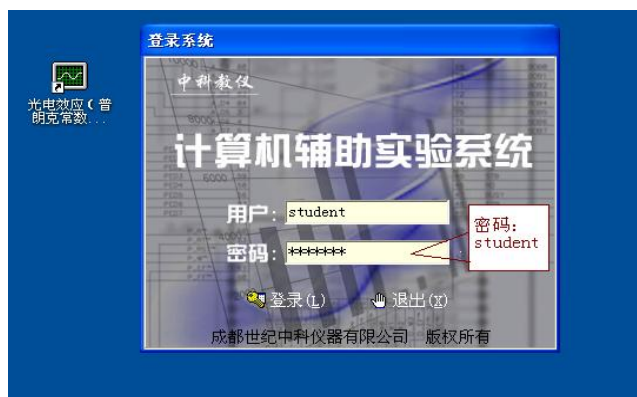 光电效应(普
朗克常数...
登录系统
中科教仪
计算机辅助实验系统
用户: student
密码: *******
密码:
student
登录(L) 退出(X)
成都世纪中科仪器有限公司 版权所有